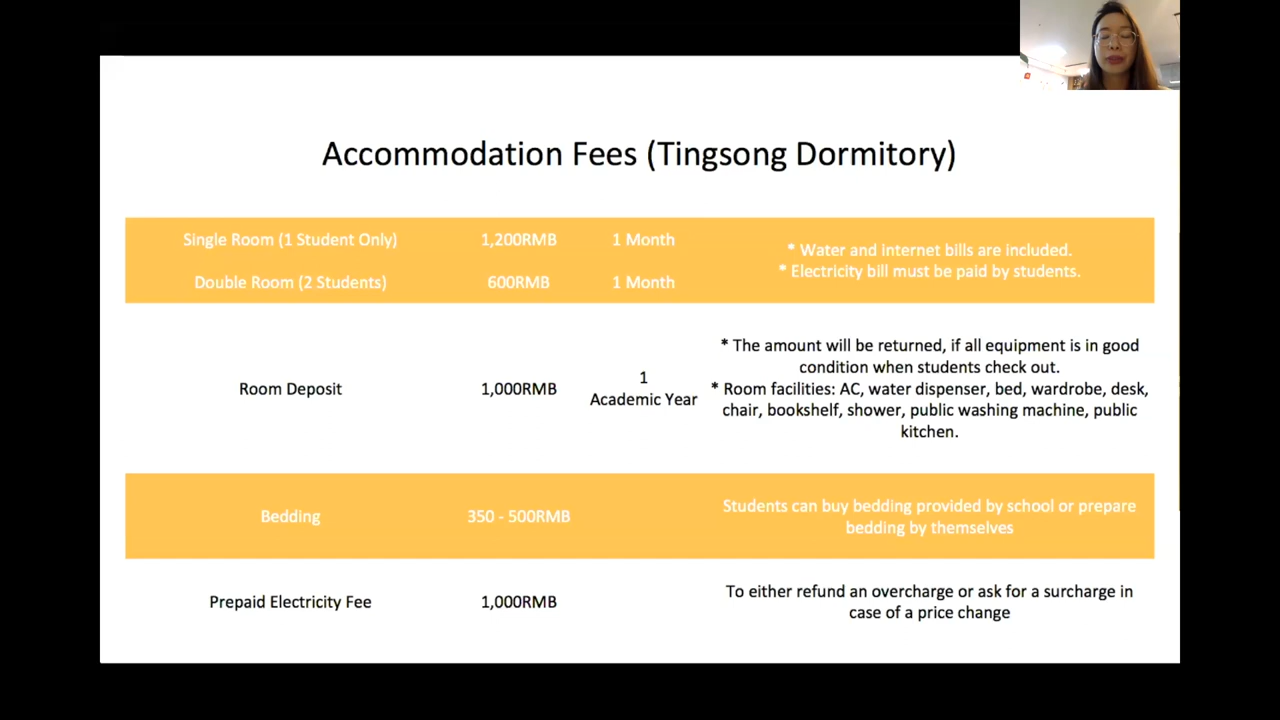 Accommodation Fees (Tingsong Dormitory)
Single Room (1 Student Only) 1,200RMB 1 Month
Double Room (2 Students) 600RMB 1 Month
* Water and internet bills are included.
* Electricity bill must be paid by students.
Room Deposit 1,000RMB
1
Academic Year
* The amount will be returned, if all equipment is in good
condition when students check out.
* Room facilities: AC, water dispenser, bed, wardrobe, desk,
chair, bookshelf, shower, public washing machine, public
kitchen.
Bedding 350 - 500RMB
Students can buy bedding provided by school or prepare
bedding by themselves
Prepaid Electricity Fee 1,000RMB
To either refund an overcharge or ask for a surcharge in
case of a price change